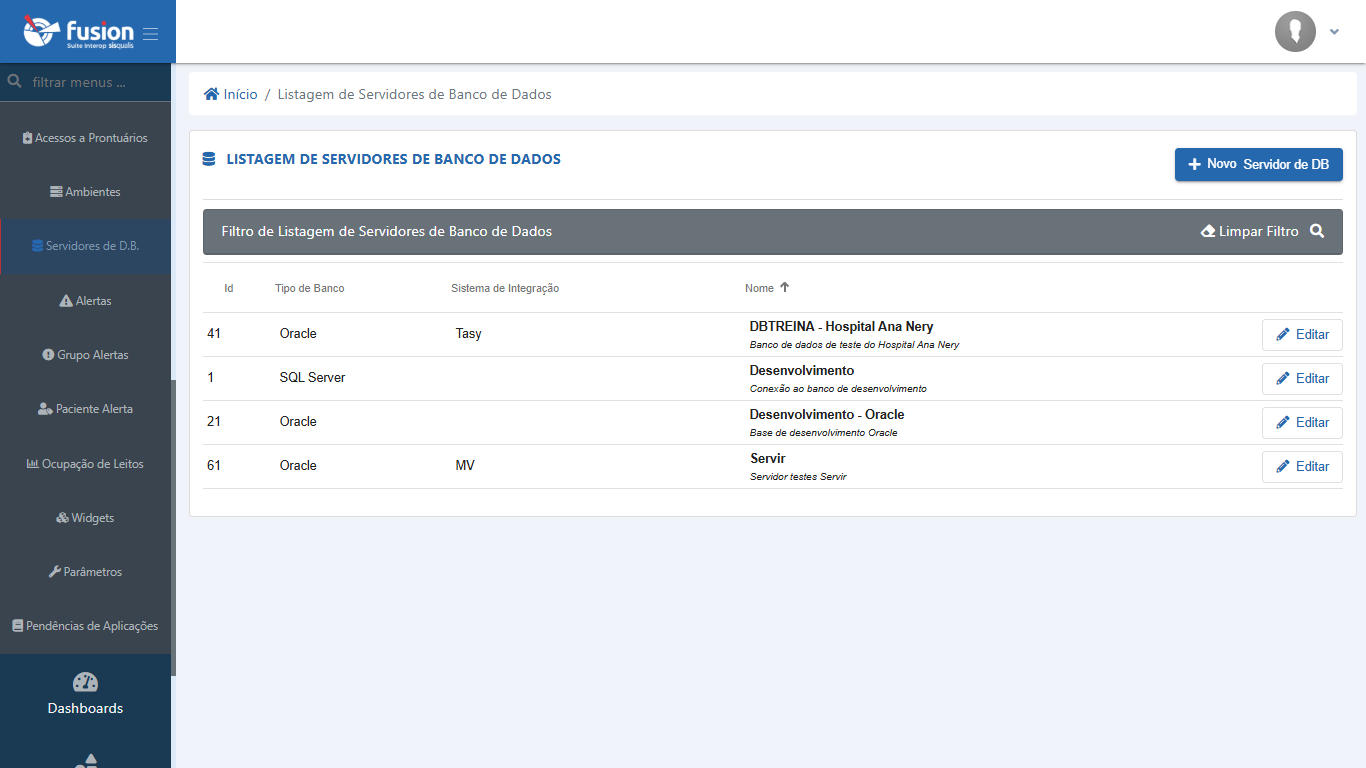 fusion
Suite Interop sisqualis
filtrar menus ...
Acessos a Prontuários
Ambientes
Servidores de D.B.
Alertas
Grupo Alertas
Paciente Alerta
Ocupação de Leitos
Widgets
Parâmetros
Pendências de Aplicações
Dashboards
Início / Listagem de Servidores de Banco de Dados
LISTAGEM DE SERVIDORES DE BANCO DE DADOS
Novo Servidor de DB
Filtro de Listagem de Servidores de Banco de Dados Limpar Filtro
Id Tipo de Banco Sistema de Integração Nome
41 Oracle Tasy DBTREINA - Hospital Ana Nery Editar
Banco de dados de teste do Hospital Ana Nery
1 SQL Server Desenvolvimento Editar
Conexão ao banco de desenvolvimento
21 Oracle Desenvolvimento - Oracle Editar
Base de desenvolvimento Oracle
61 Oracle MV Servir Editar
Servidor testes Servir